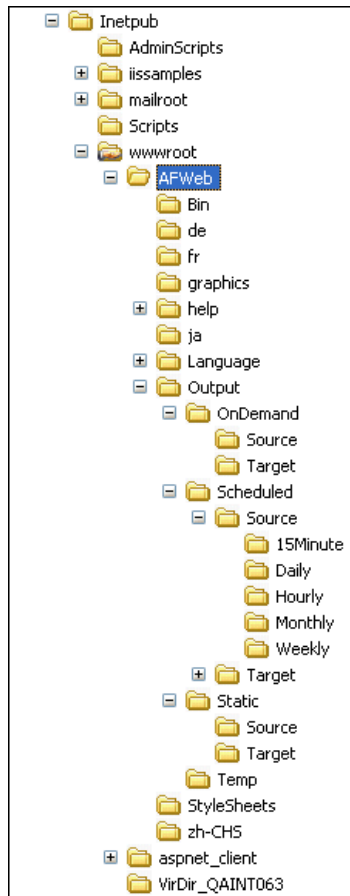 Inetpub
AdminScripts
iissamples
mailroot
Scripts
wwwroot
AFWeb
Bin
de
fr
graphics
help
ja
Language
Output
OnDemand
Source
Target
Scheduled
Source
15Minute
Daily
Hourly
Monthly
Weekly
Target
Static
Source
Target
Temp
StyleSheets
zh-CHS
aspnet_client
VirDir_QAINT063